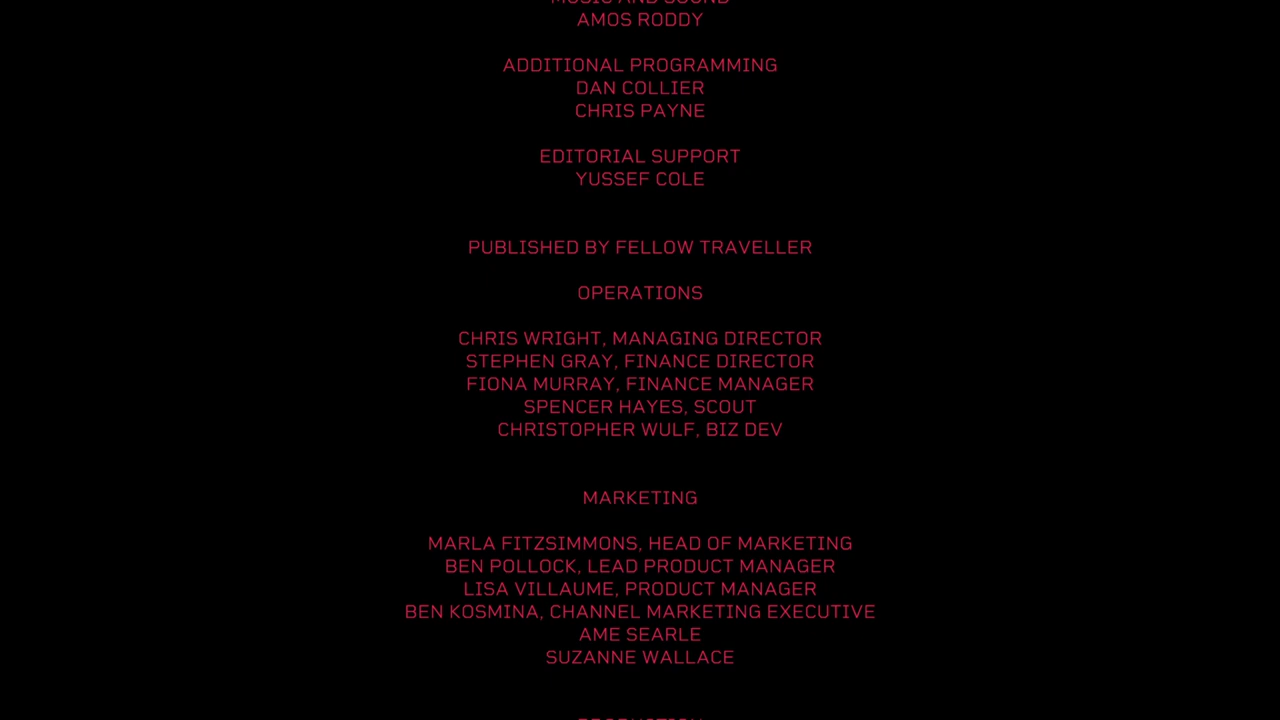 MUSIC AND SOUND
AMOS RODDY
ADDITIONAL PROGRAMMING
DAN COLLIER
CHRIS PAYNE
EDITORIAL SUPPORT
YUSSEF COLE
PUBLISHED BY FELLOW TRAVELLER
OPERATIONS
CHRIS WRIGHT, MANAGING DIRECTOR
STEPHEN GRAY, FINANCE DIRECTOR
FIONA MURRAY, FINANCE MANAGER
SPENCER HAYES, SCOUT
CHRISTOPHER WULF, BIZ DEV
MARKETING
MARLA FITZSIMMONS, HEAD OF MARKETING
BEN POLLOCK, LEAD PRODUCT MANAGER
LISA VILLAUME, PRODUCT MANAGER
BEN KOSMINA, CHANNEL MARKETING EXECUTIVE
AME SEARLE
SUZANNE WALLACE